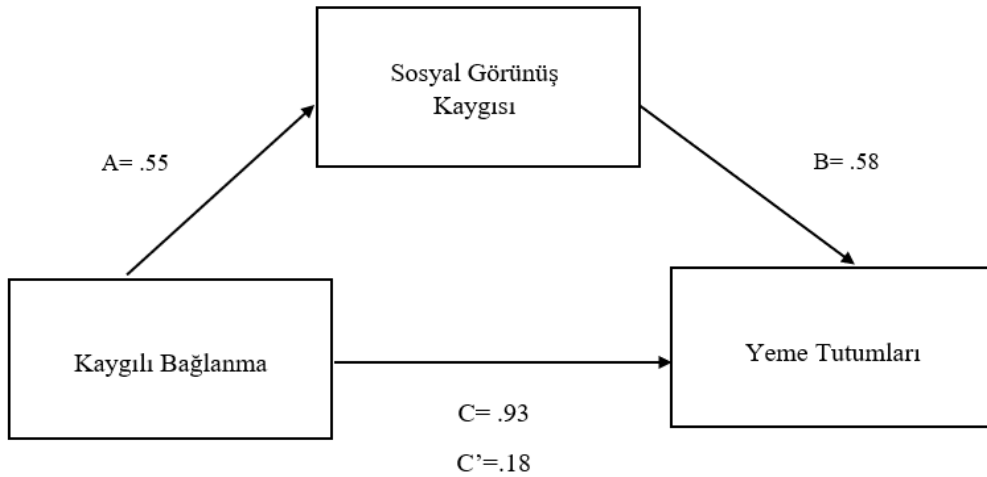 Sosyal Görünüş
Kaygısı
A= .55
B= .58
Kaygılı Bağlanma
Yeme Tutumları
C= .93
C’=.18